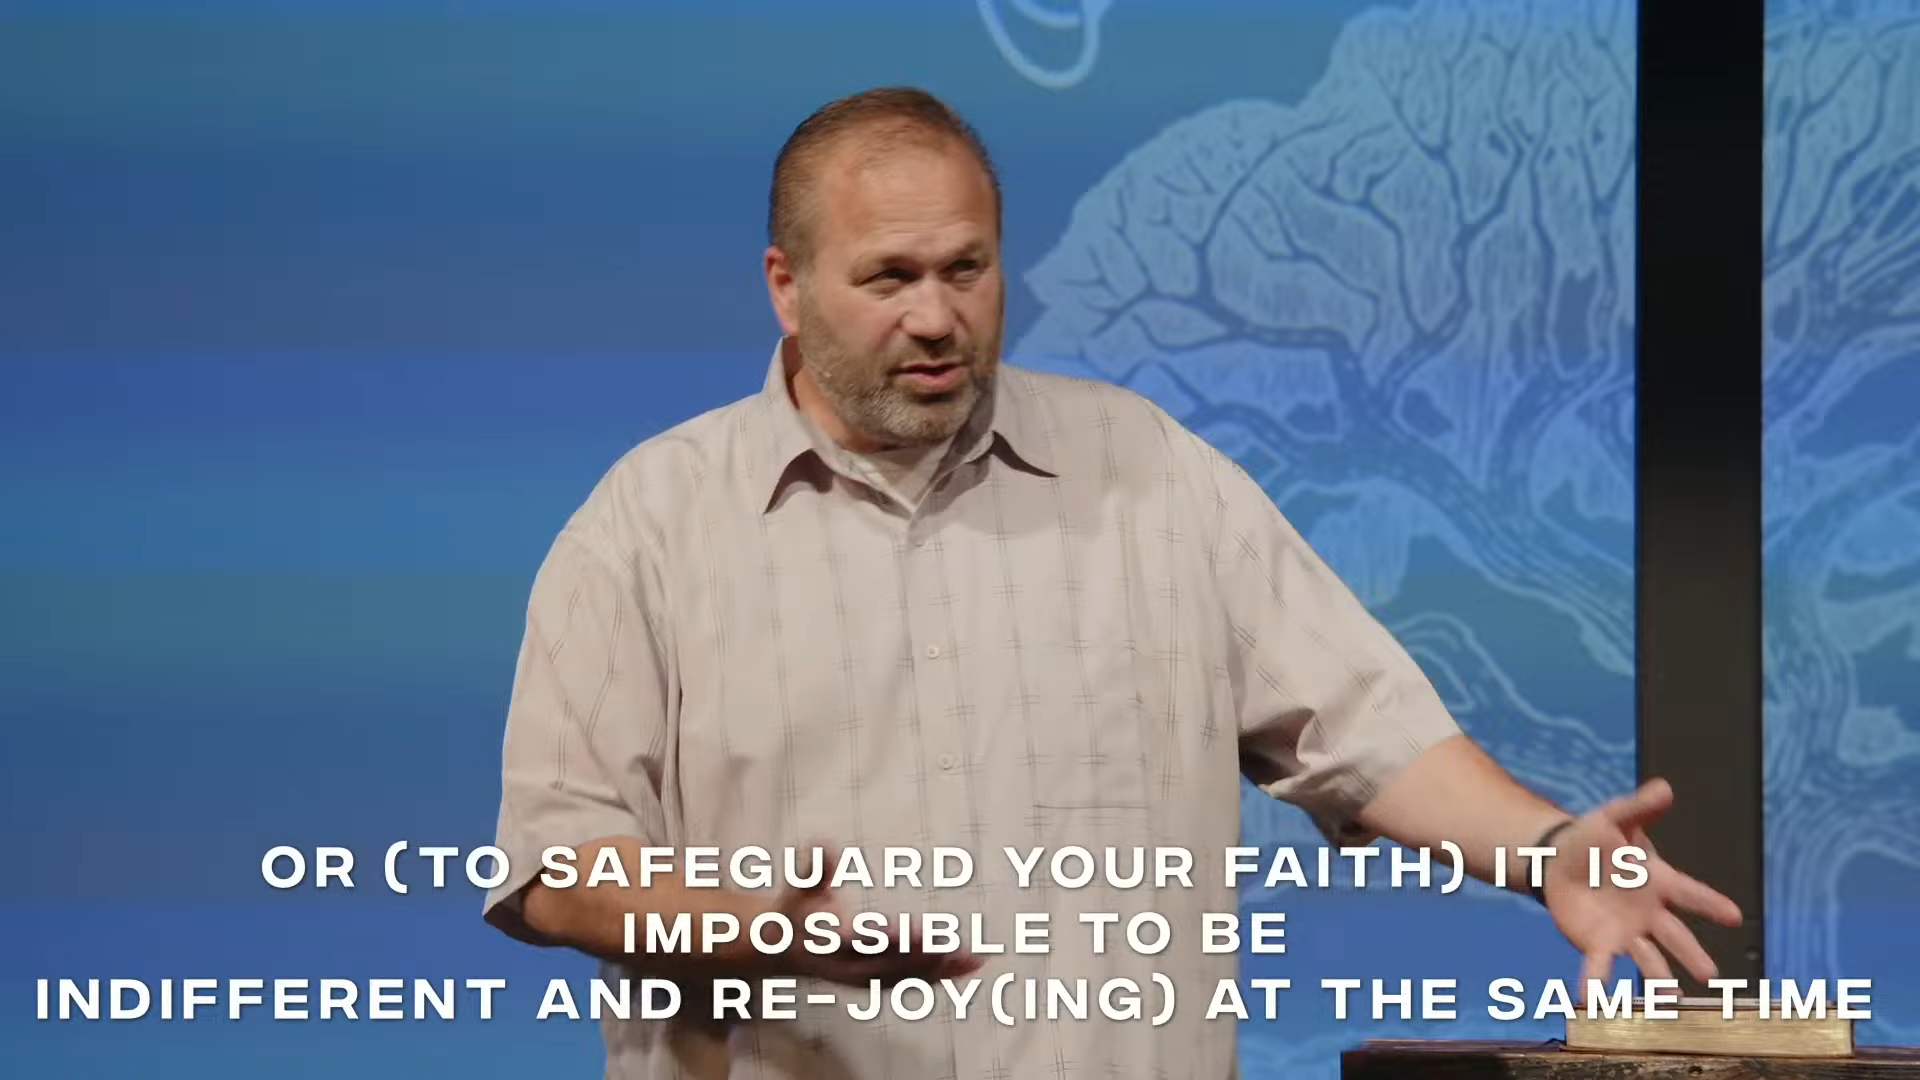 OR (TO SAFEGUARD YOUR FAITH) IT IS
IMPOSSIBLE TO BE
INDIFFERENT AND RE-JOY(ING) AT THE SAME TIME